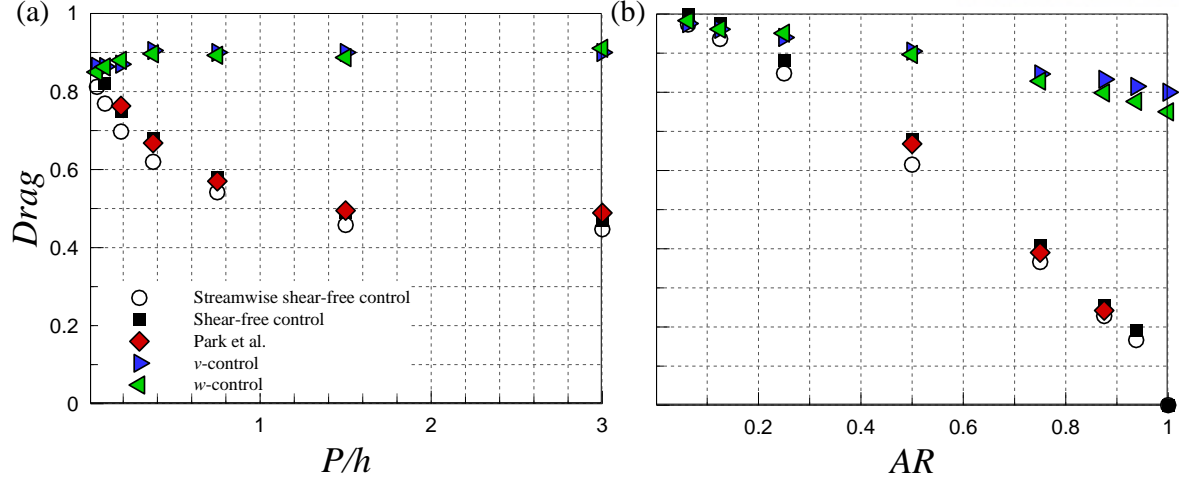 (a)
(b)
1
0.8
0.6
0.4
0.2
0
Drag
Streamwise shear-free control
Shear-free control
Park et al.
v-control
w-control
1
2
3
P/h
0.2
0.4
0.6
0.8
1
AR